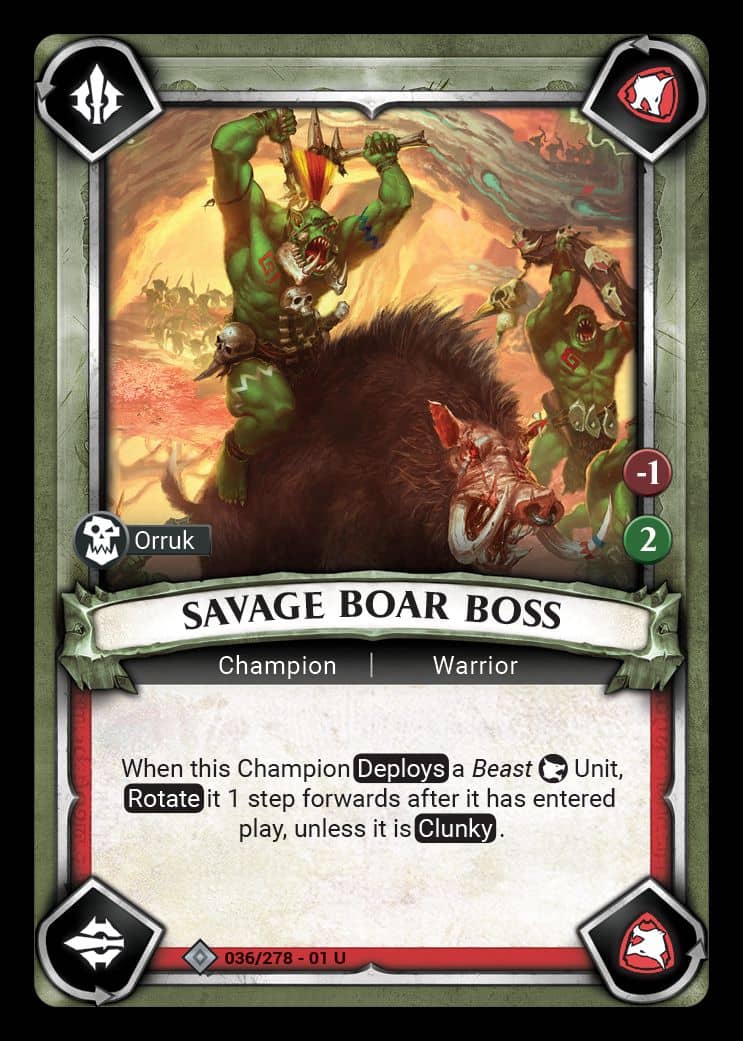 -1
Orruk
2
SAVAGE BOAR BOSS
Champion | Warrior
When this Champion Deploys a Beast Unit,
Rotate it 1 step forwards after it has entered
play, unless it is Clunky.
036/278 - 01 U